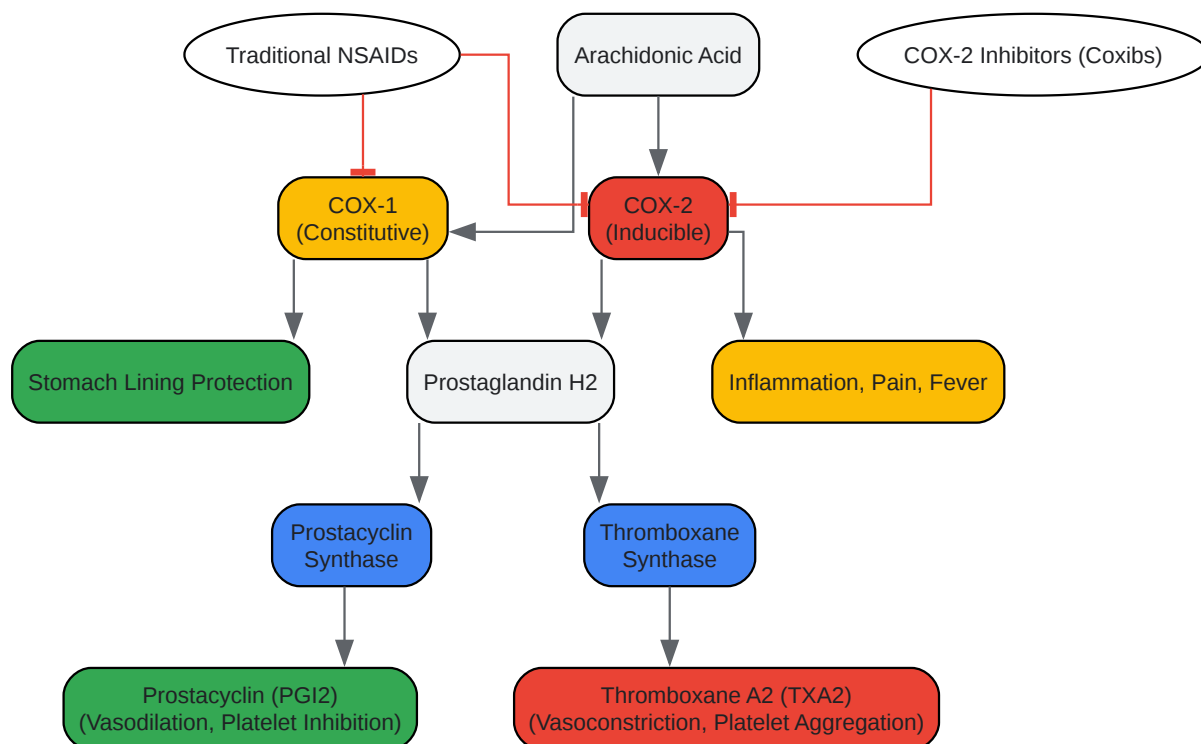 Traditional NSAIDs
Arachidonic Acid
COX-2 Inhibitors (Coxibs)
COX-1
(Constitutive)
COX-2
(Inducible)
Stomach Lining Protection
Prostaglandin H2
Inflammation, Pain, Fever
Prostacyclin
Synthase
Thromboxane
Synthase
Prostacyclin (PGI2)
(Vasodilation, Platelet Inhibition)
Thromboxane A2 (TXA2)
(Vasoconstriction, Platelet Aggregation)